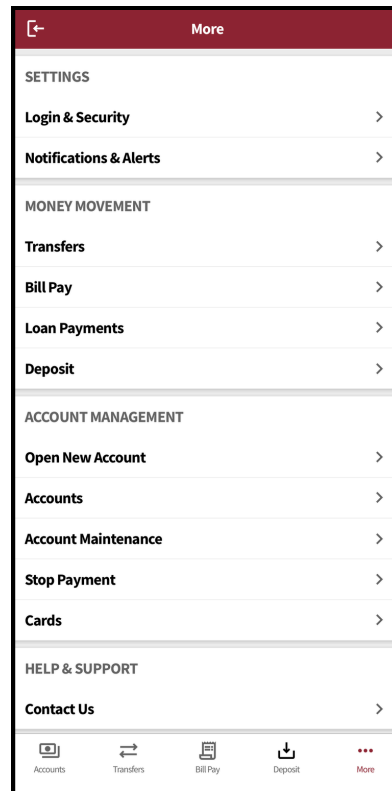 More
SETTINGS
Login & Security
Notifications & Alerts
MONEY MOVEMENT
Transfers
Bill Pay
Loan Payments
Deposit
ACCOUNT MANAGEMENT
Open New Account
Accounts
Account Maintenance
Stop Payment
Cards
HELP & SUPPORT
Contact Us
Accounts Transfers Bill Pay Deposit More